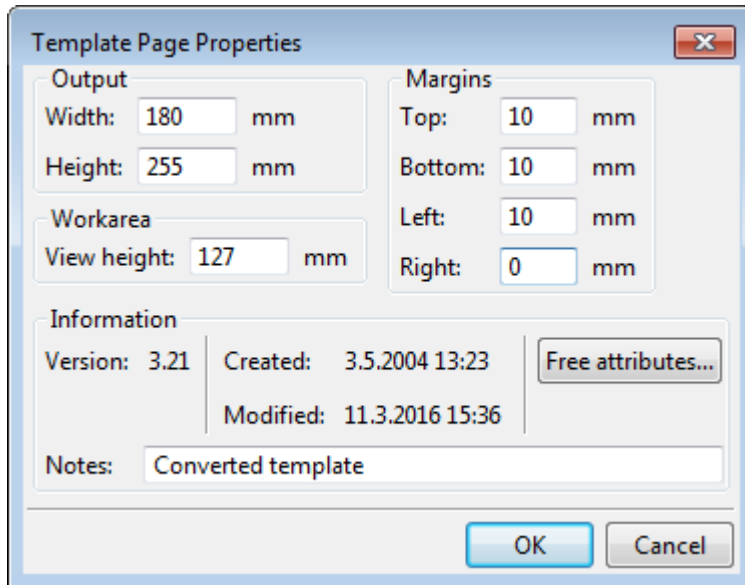 Template Page Properties
Output
Width: 180 mm
Height: 255 mm
Workarea
View height: 127 mm
Margins
Top: 10 mm
Bottom: 10 mm
Left: 10 mm
Right: 0 mm
Information
Version: 3.21
Created: 3.5.2004 13:23
Modified: 11.3.2016 15:36
Free attributes...
Notes: Converted template
OK
Cancel